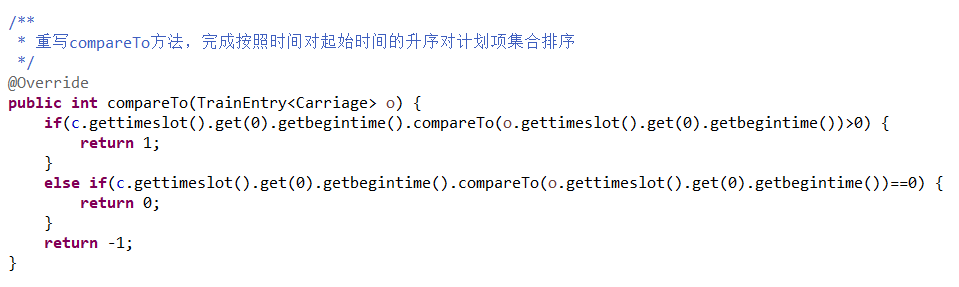 /**
 * 重写compareTo方法，完成按照时间对起始时间的升序对计划项集合排序
 */
@Override
public int compareTo(TrainEntry<Carriage> o) {
    if(c.gettimeslot().get(0).getbegintime().compareTo(o.gettimeslot().get(0).getbegintime())>0) {
        return 1;
    }
    else if(c.gettimeslot().get(0).getbegintime().compareTo(o.gettimeslot().get(0).getbegintime())==0) {
        return 0;
    }
    return -1;
}